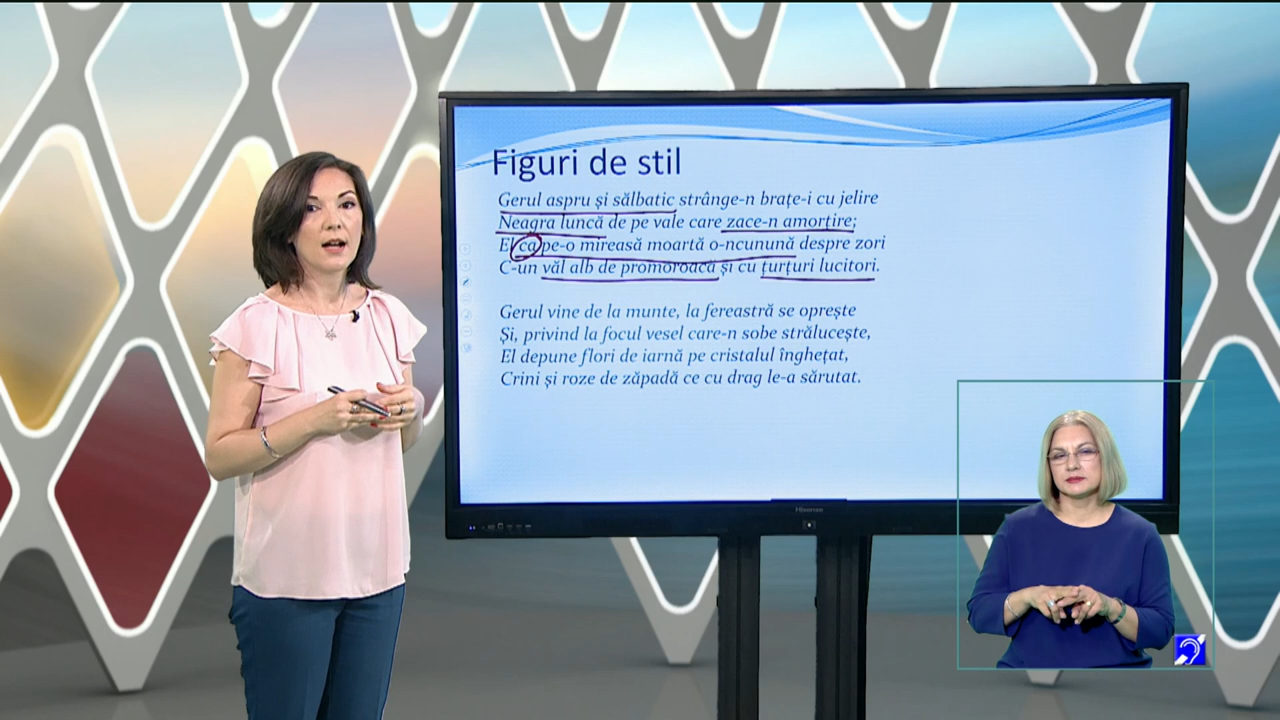 Figuri de stil
Gerul aspru și sălbatic strânge-n brațe-i cu jelire
Neagra luncă de pe vale care zace-n amorțire;
El ca pe-o mireasă moartă o-ncunună despre zori
C-un văl alb de promoroacă și cu țurțuri lucitori.
Gerul vine de la munte, la fereastră se oprește
Și, privind la focul vesel care-n sobe strălucește,
El depune flori de iarnă pe cristalul înghețat,
Crini și roze de zăpadă ce cu drag le-a sărutat.
Hisense